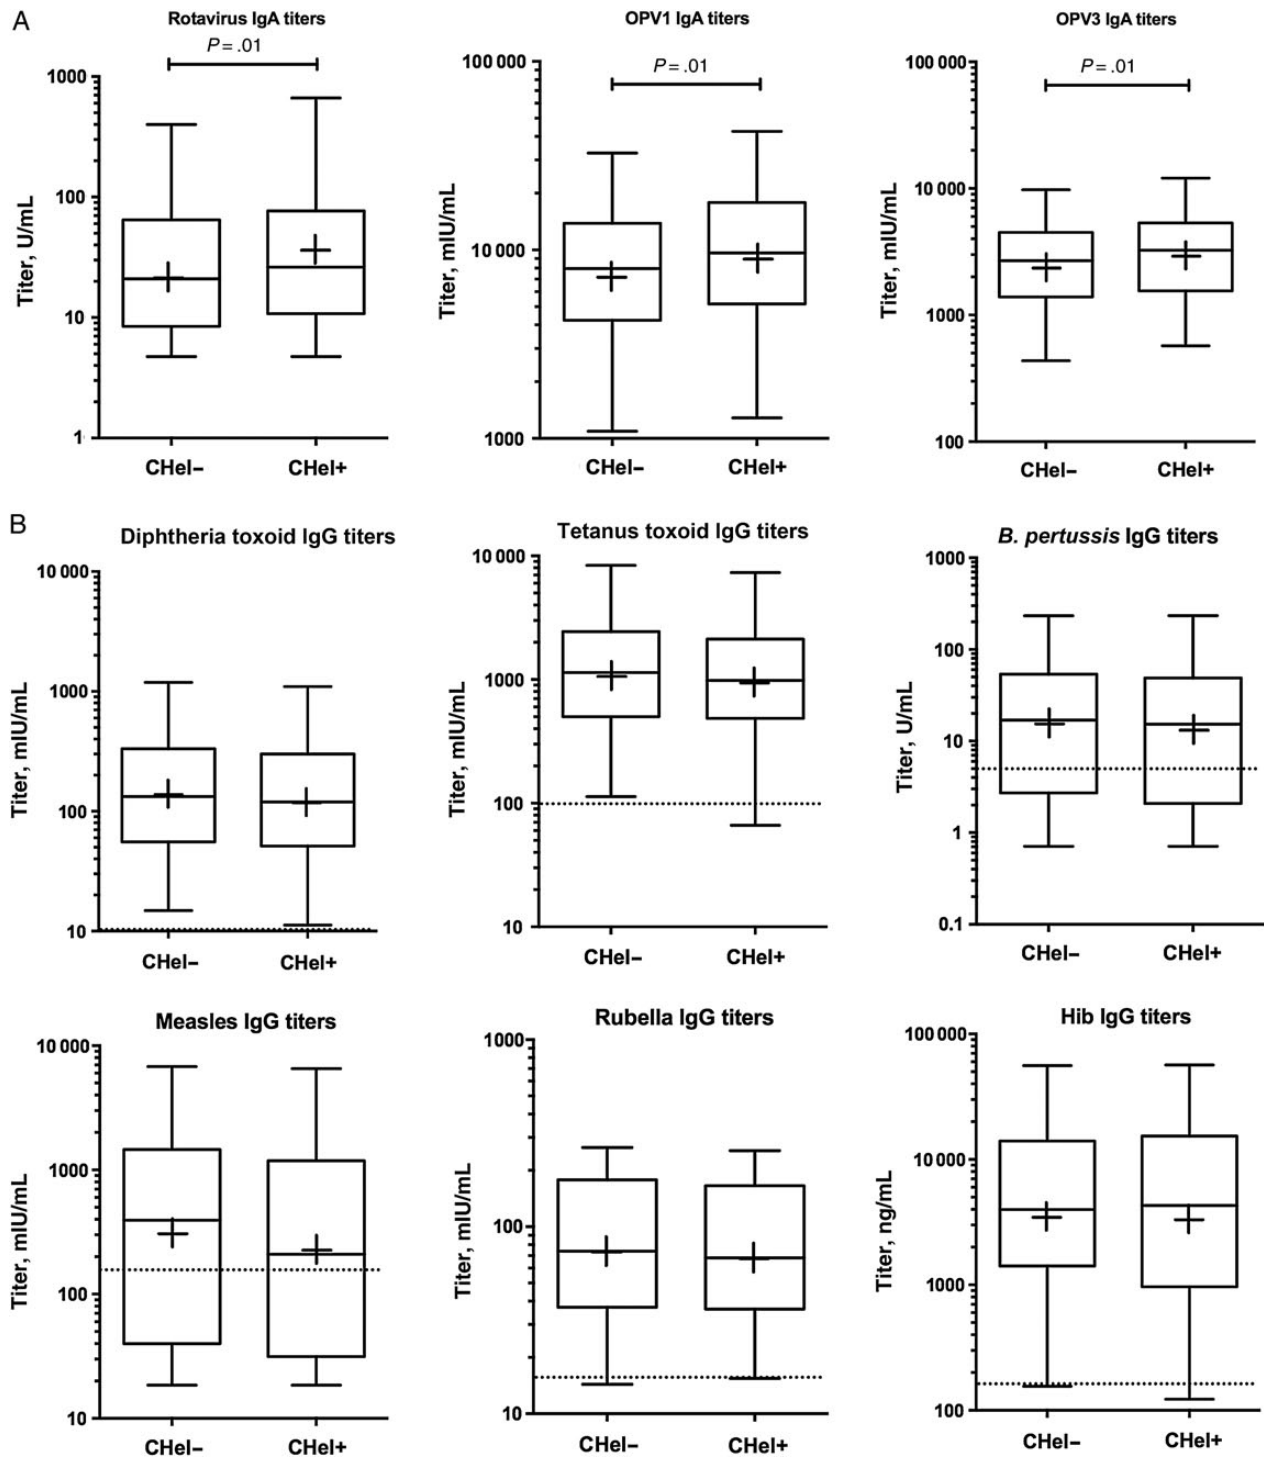 A
Rotavirus IgA titers
P = .01
Titer, U/mL
1000
100
10
1
CHel–
CHel+
OPV1 IgA titers
P = .01
Titer, mIU/mL
100 000
10 000
1000
CHel–
CHel+
OPV3 IgA titers
P = .01
Titer, mIU/mL
100 000
10 000
1000
100
CHel–
CHel+
B
Diphtheria toxoid IgG titers
Titer, mIU/mL
10 000
1000
100
10
CHel–
CHel+
Tetanus toxoid IgG titers
Titer, mIU/mL
10 000
1000
100
10
CHel–
CHel+
B. pertussis IgG titers
Titer, U/mL
1000
100
10
1
0.1
CHel–
CHel+
Measles IgG titers
Titer, mIU/mL
10 000
1000
100
10
CHel–
CHel+
Rubella IgG titers
Titer, mIU/mL
1000
100
10
CHel–
CHel+
Hib IgG titers
Titer, ng/mL
100 000
10 000
1000
100
CHel–
CHel+